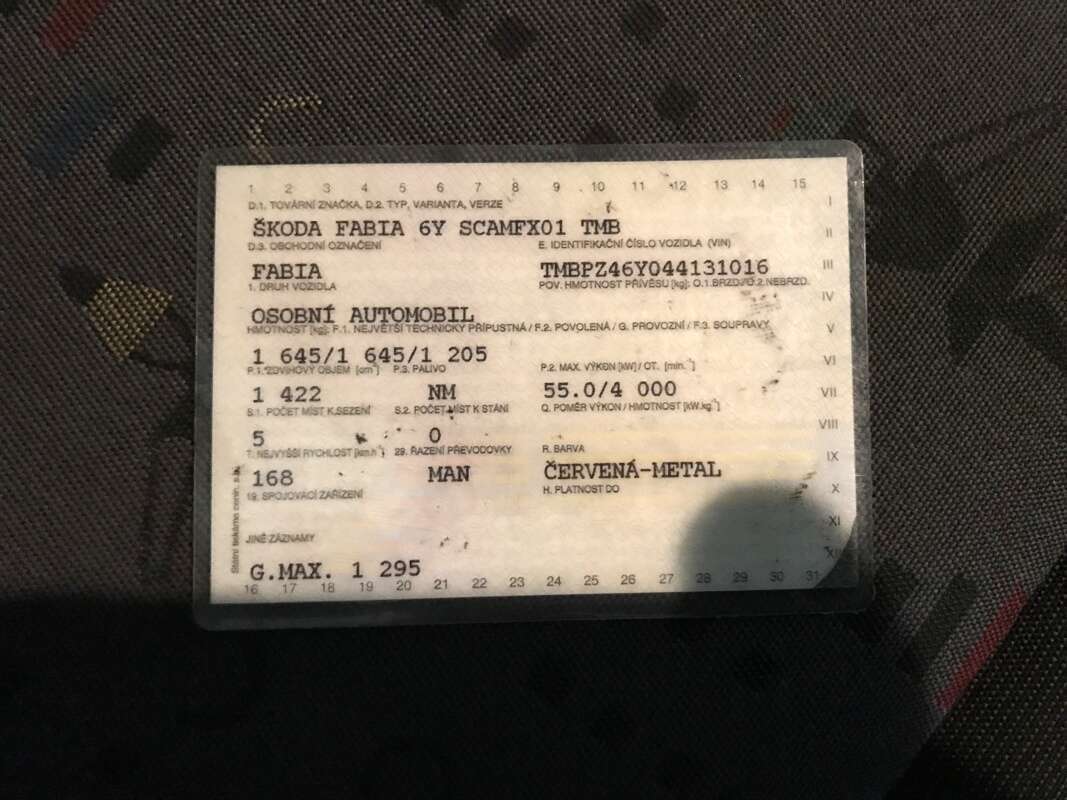 1 2 3 4 5 6 7 8 9 10 11 12 13 14 15
D.1. TOVÁRNÍ ZNAČKA, D.2. TYP, VARIANTA, VERZE I
ŠKODA FABIA 6Y SCAMFX01 TMB II
D.3. OBCHODNÍ OZNAČENÍ E. IDENTIFIKAČNÍ ČÍSLO VOZIDLA (VIN)
FABIA TMBPZ46Y044131016 III
1. DRUH VOZIDLA POV. HMOTNOST PŘÍVĚSU [kg]: O.1.BRZD./O.2.NEBRZD.
IV
OSOBNÍ AUTOMOBIL
HMOTNOST [kg]: F.1. NEJVĚTŠÍ TECHNICKY PŘÍPUSTNÁ / F.2. POVOLENÁ / G. PROVOZNÍ / F.3. SOUPRAVY V
1 645/1 645/1 205 VI
P.1. ZDVIHOVÝ OBJEM [cm³] P.3. PALIVO P.2. MAX. VÝKON [kW] / OT. [min.⁻¹]
1 422 NM 55.0/4 000 VII
S.1. POČET MÍST K SEZENÍ S.2. POČET MÍST K STÁNÍ Q. POMĚR VÝKON / HMOTNOST [kW.kg⁻¹]
VIII
5 0
T. NEJVYŠŠÍ RYCHLOST [km.h⁻¹] 29. ŘAZENÍ PŘEVODOVKY R. BARVA IX
168 MAN ČERVENÁ-METAL
19. SPOJOVACÍ ZAŘÍZENÍ H. PLATNOST DO X
XI
JINÉ ZÁZNAMY
G.MAX. 1 295
16 17 18 19 20 21 22 23 24 25 26 27 28 29 30 31
Státní tiskárna cenin, s.p.